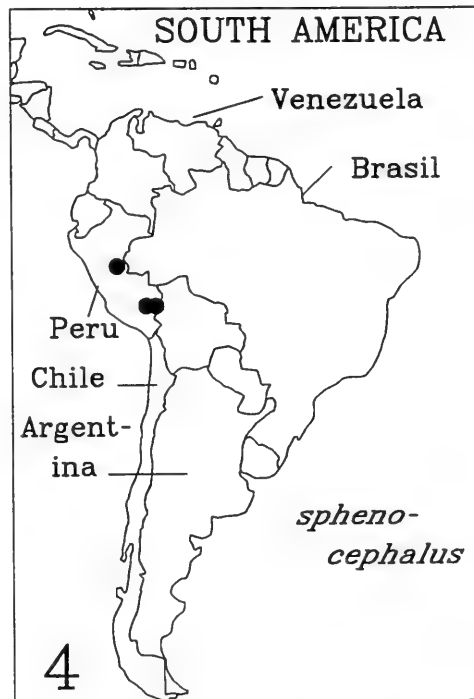 SOUTH AMERICA
Venezuela
Brasil
Peru
Chile
Argent-
ina
spheno-
cephalus
4